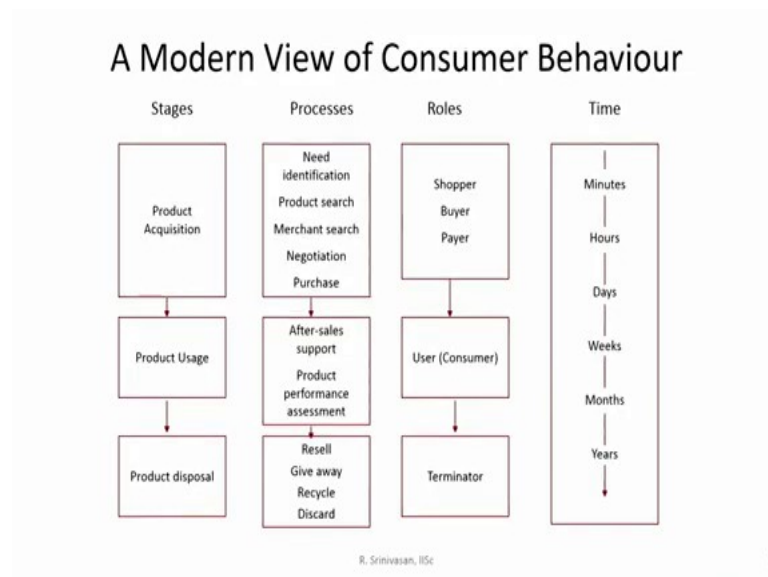 A Modern View of Consumer Behaviour
Stages
Processes
Roles
Time
Product
Acquisition
Need
identification
Product search
Merchant search
Negotiation
Purchase
Shopper
Buyer
Payer
Minutes
Hours
Days
Weeks
Months
Years
Product Usage
After-sales
support
Product
performance
assessment
User (Consumer)
Product disposal
Resell
Give away
Recycle
Discard
Terminator
R. Srinivasan, IISc